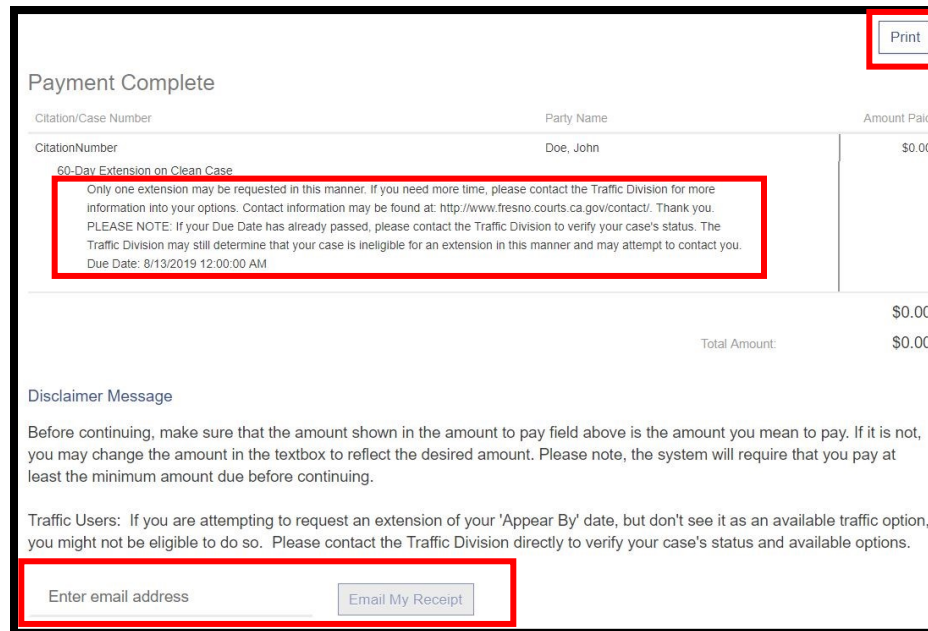 Print
Payment Complete
Citation/Case Number Party Name Amount Paid
CitationNumber Doe, John $0.00
60-Day Extension on Clean Case
Only one extension may be requested in this manner. If you need more time, please contact the Traffic Division for more
information into your options. Contact information may be found at: http://www.fresno.courts.ca.gov/contact/. Thank you.
PLEASE NOTE: If your Due Date has already passed, please contact the Traffic Division to verify your case's status. The
Traffic Division may still determine that your case is ineligible for an extension in this manner and may attempt to contact you.
Due Date: 8/13/2019 12:00:00 AM
$0.00
Total Amount: $0.00
Disclaimer Message
Before continuing, make sure that the amount shown in the amount to pay field above is the amount you mean to pay. If it is not,
you may change the amount in the textbox to reflect the desired amount. Please note, the system will require that you pay at
least the minimum amount due before continuing.
Traffic Users: If you are attempting to request an extension of your 'Appear By' date, but don't see it as an available traffic option,
you might not be eligible to do so. Please contact the Traffic Division directly to verify your case's status and available options.
Enter email address Email My Receipt